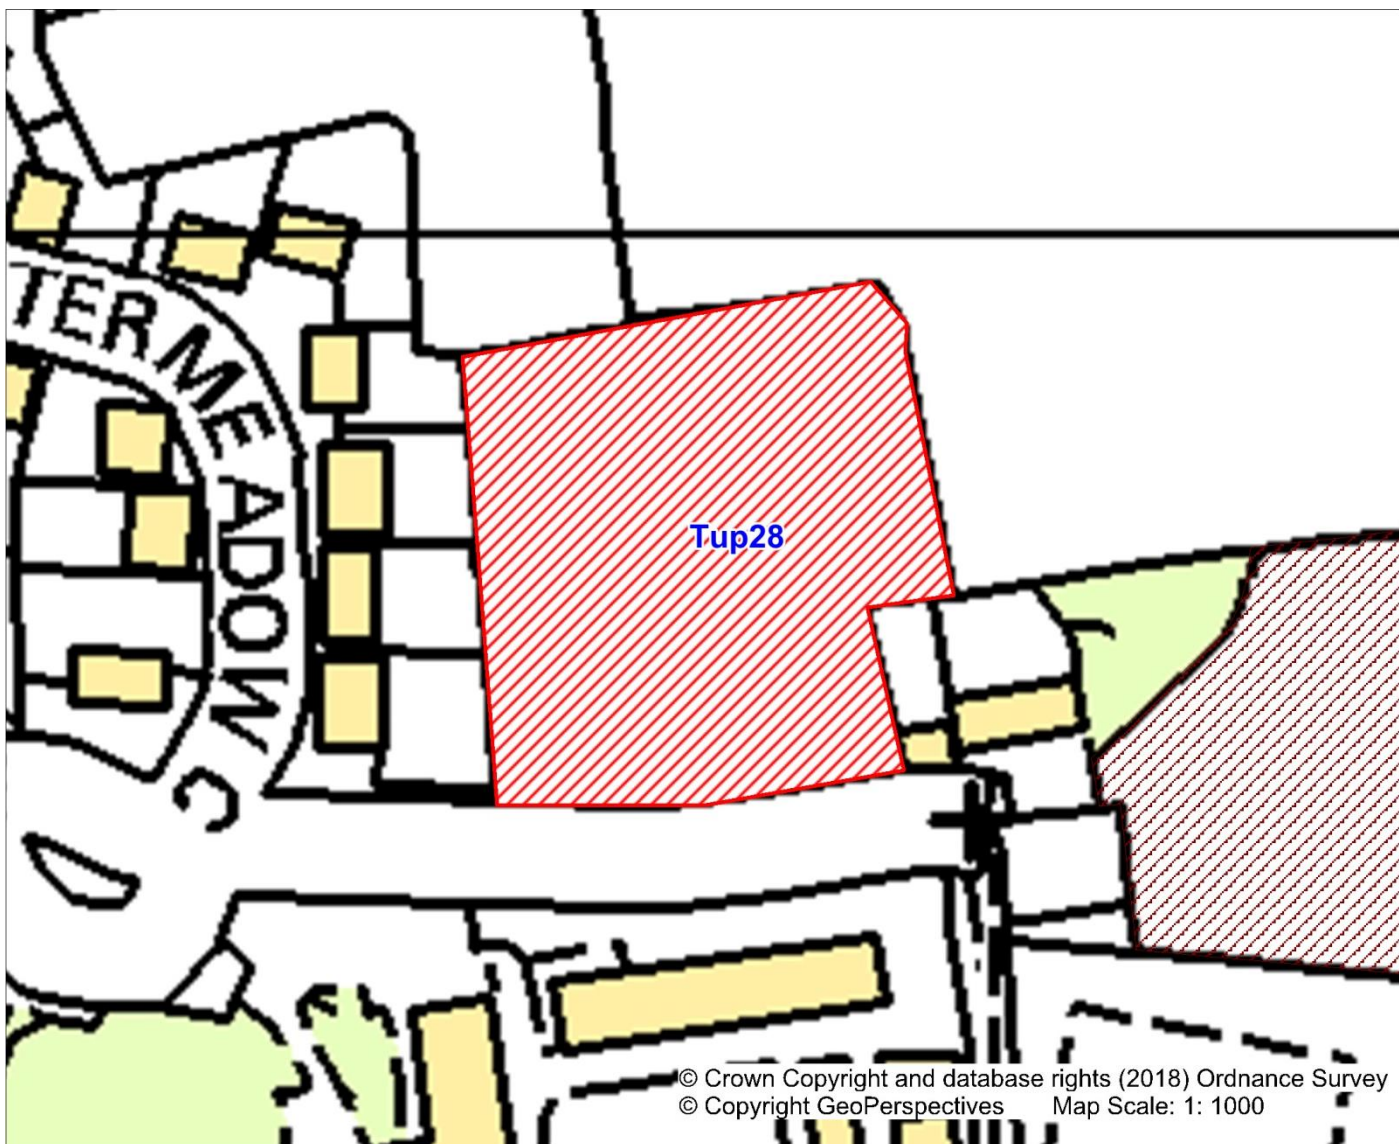 TERMEADOW C
Tup28
© Crown Copyright and database rights (2018) Ordnance Survey
© Copyright GeoPerspectives Map Scale: 1: 1000